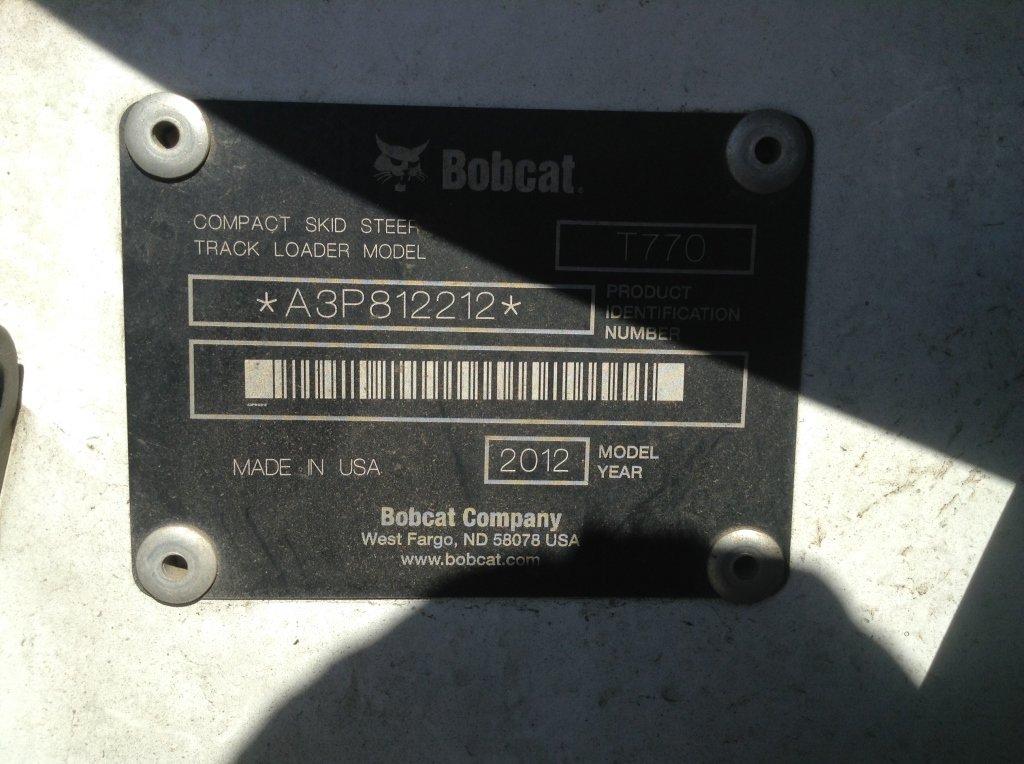 Bobcat.
COMPACT SKID STEER
TRACK LOADER MODEL
T770
*A3P812212*
PRODUCT
IDENTIFICATION
NUMBER
MADE IN USA
2012
MODEL
YEAR
Bobcat Company
West Fargo, ND 58078 USA
www.bobcat.com